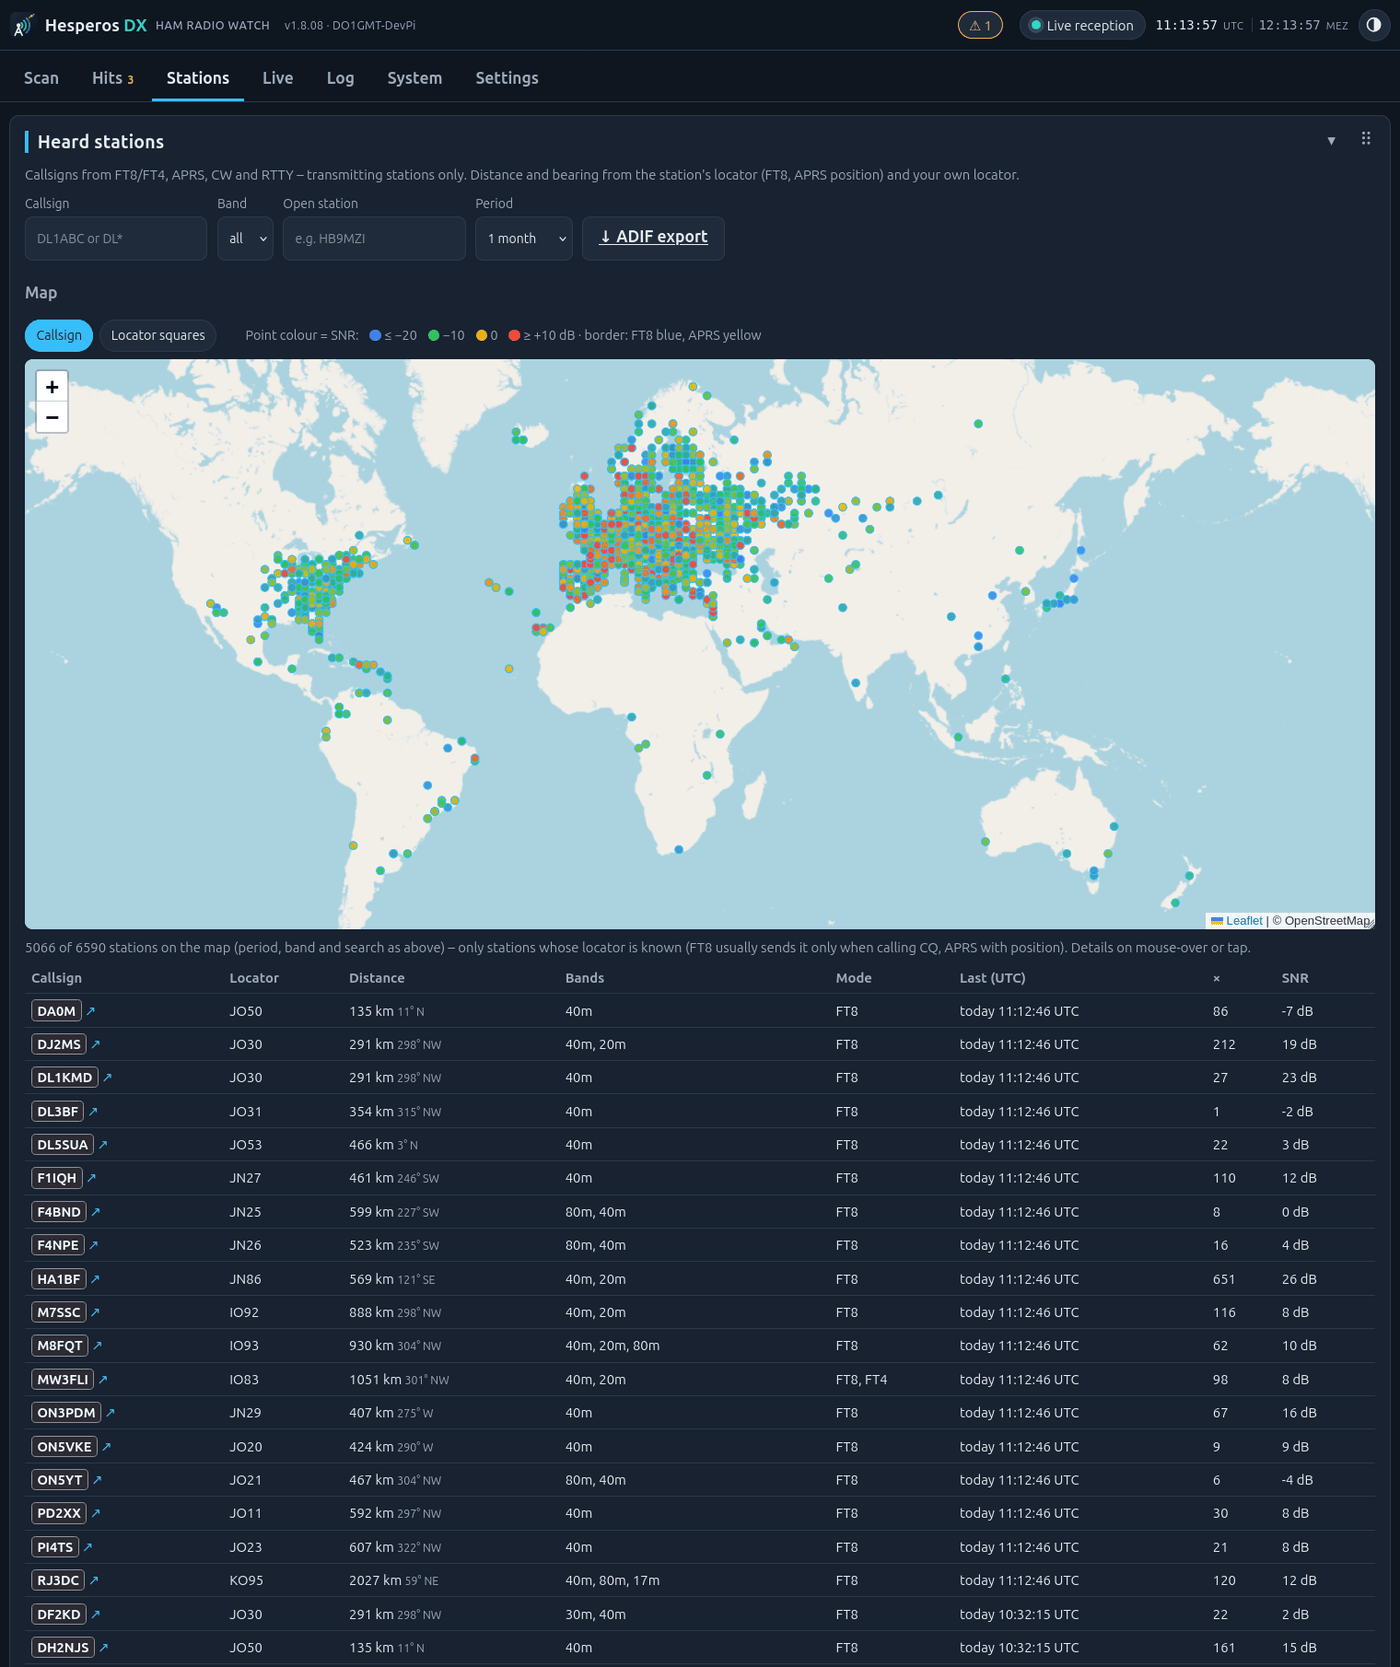 Hesperos DX HAM RADIO WATCH v1.8.08 · DO1GMT-DevPi ⚠ 1 Live reception 11:13:57 UTC 12:13:57 MEZ
Scan Hits 3 Stations Live Log System Settings
Heard stations
Callsigns from FT8/FT4, APRS, CW and RTTY – transmitting stations only. Distance and bearing from the station's locator (FT8, APRS position) and your own locator.
Callsign Band Open station Period
DL1ABC or DL* all e.g. HB9MZI 1 month ↓ ADIF export
Map
Callsign Locator squares Point colour = SNR: ≤ −20 −10 0 ≥ +10 dB · border: FT8 blue, APRS yellow
+
−
Leaflet | © OpenStreetMap
5066 of 6590 stations on the map (period, band and search as above) – only stations whose locator is known (FT8 usually sends it only when calling CQ, APRS with position). Details on mouse-over or tap.
Callsign Locator Distance Bands Mode Last (UTC) × SNR
DA0M ↗ JO50 135 km 11° N 40m FT8 today 11:12:46 UTC 86 -7 dB
DJ2MS ↗ JO30 291 km 298° NW 40m, 20m FT8 today 11:12:46 UTC 212 19 dB
DL1KMD ↗ JO30 291 km 298° NW 40m FT8 today 11:12:46 UTC 27 23 dB
DL3BF ↗ JO31 354 km 315° NW 40m FT8 today 11:12:46 UTC 1 -2 dB
DL5SUA ↗ JO53 466 km 3° N 40m FT8 today 11:12:46 UTC 22 3 dB
F1IQH ↗ JN27 461 km 246° SW 40m FT8 today 11:12:46 UTC 110 12 dB
F4BND ↗ JN25 599 km 227° SW 80m, 40m FT8 today 11:12:46 UTC 8 0 dB
F4NPE ↗ JN26 523 km 235° SW 80m, 40m FT8 today 11:12:46 UTC 16 4 dB
HA1BF ↗ JN86 569 km 121° SE 40m, 20m FT8 today 11:12:46 UTC 651 26 dB
M7SSC ↗ IO92 888 km 298° NW 40m, 20m FT8 today 11:12:46 UTC 116 8 dB
M8FQT ↗ IO93 930 km 304° NW 40m, 20m, 80m FT8 today 11:12:46 UTC 62 10 dB
MW3FLI ↗ IO83 1051 km 301° NW 40m, 20m FT8, FT4 today 11:12:46 UTC 98 8 dB
ON3PDM ↗ JN29 407 km 275° W 40m FT8 today 11:12:46 UTC 67 16 dB
ON5VKE ↗ JO20 424 km 290° W 40m FT8 today 11:12:46 UTC 9 9 dB
ON5YT ↗ JO21 467 km 304° NW 80m, 40m FT8 today 11:12:46 UTC 6 -4 dB
PD2XX ↗ JO11 592 km 297° NW 40m FT8 today 11:12:46 UTC 30 8 dB
PI4TS ↗ JO23 607 km 322° NW 40m FT8 today 11:12:46 UTC 21 8 dB
RJ3DC ↗ KO95 2027 km 59° NE 40m, 80m, 17m FT8 today 11:12:46 UTC 120 12 dB
DF2KD ↗ JO30 291 km 298° NW 30m, 40m FT8 today 10:32:15 UTC 22 2 dB
DH2NJS ↗ JO50 135 km 11° N 40m FT8 today 10:32:15 UTC 161 15 dB